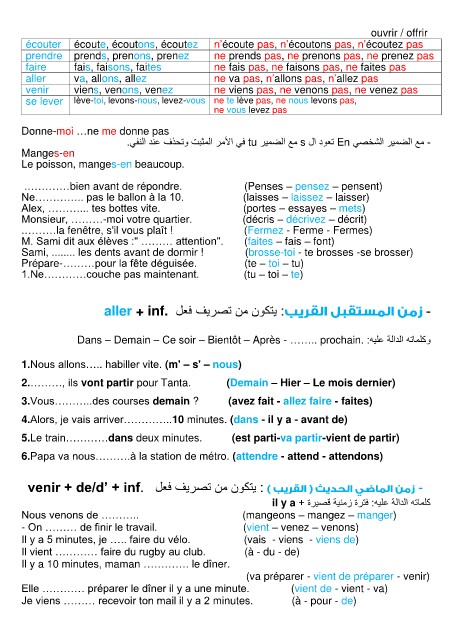 ouvrir / offrir
écouter écoute, écoutons, écoutez n'écoute pas, n'écoutons pas, n'écoutez pas
prendre prends, prenons, prenez ne prends pas, ne prenons pas, ne prenez pas
faire fais, faisons, faites ne fais pas, ne faisons pas, ne faites pas
aller va, allons, allez ne va pas, n'allons pas, n'allez pas
venir viens, venons, venez ne viens pas, ne venons pas, ne venez pas
se lever lève-toi, levons-nous, levez-vous ne te lève pas, ne nous levons pas,
ne vous levez pas
Donne-moi …ne me donne pas
- مع الضمير الشخصي En تعود ال s مع الضمير tu في الأمر المثبت وتحذف عند النفي.
Manges-en
Le poisson, manges-en beaucoup.
…………bien avant de répondre. (Penses – pensez – pensent)
Ne…………. pas le ballon à la 10. (laisses – laissez – laisser)
Alex, ……….. tes bottes vite. (portes – essayes – mets)
Monsieur, ………-moi votre quartier. (décris – décrivez – décrit)
………la fenêtre, s'il vous plaît ! (Fermez - Ferme - Fermes)
M. Sami dit aux élèves :" ……… attention". (faites – fais – font)
Sami, ........ les dents avant de dormir ! (brosse-toi - te brosses -se brosser)
Prépare-………pour la fête déguisée. (te – toi – tu)
1.Ne…………couche pas maintenant. (tu – toi – te)
- زمن المستقبل القريب: يتكون من تصريف فعل aller + inf.
وكلماته الدالة عليه: Dans – Demain – Ce soir – Bientôt – Après - …….. prochain.
1.Nous allons….. habiller vite. (m' – s' – nous)
2.………, ils vont partir pour Tanta. (Demain – Hier – Le mois dernier)
3.Vous………..des courses demain ? (avez fait - allez faire - faites)
4.Alors, je vais arriver…………..10 minutes. (dans - il y a - avant de)
5.Le train…………dans deux minutes. (est parti-va partir-vient de partir)
6.Papa va nous………à la station de métro. (attendre - attend - attendons)
- زمن الماضي الحديث ( القريب ) : يتكون من تصريف فعل venir + de/d' + inf.
كلماته الدالة عليه : فترة زمنية قصيرة + il y a
Nous venons de ……….. (mangeons – mangez – manger)
- On ……… de finir le travail. (vient – venez – venons)
Il y a 5 minutes, je ….. faire du vélo. (vais - viens - viens de)
Il vient ………… faire du rugby au club. (à - du - de)
Il y a 10 minutes, maman ………… le dîner.
(va préparer - vient de préparer - venir)
Elle ………… préparer le dîner il y a une minute. (vient de - vient - va)
Je viens ……… recevoir ton mail il y a 2 minutes. (à - pour - de)